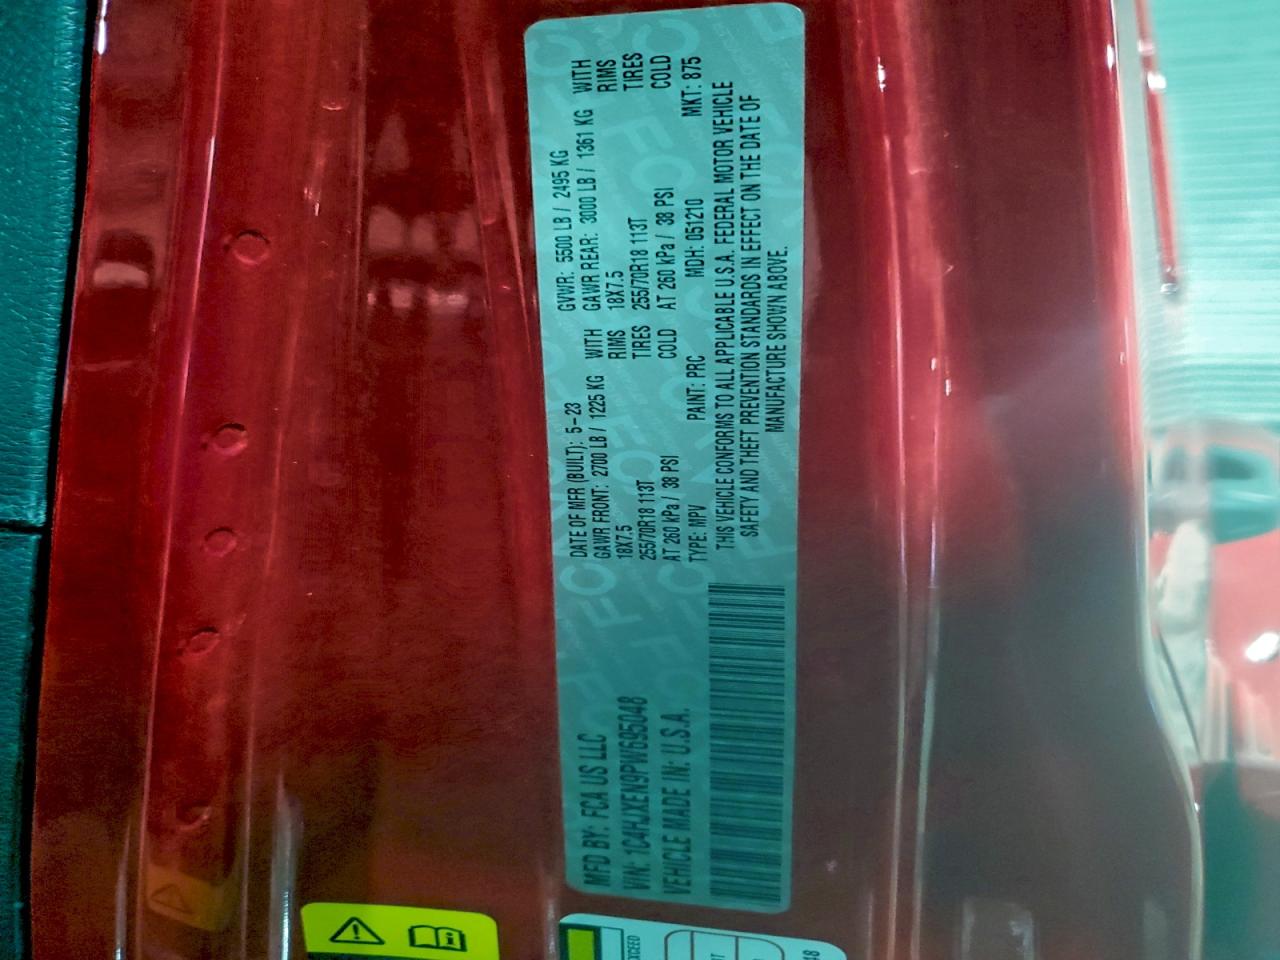 MFD BY: FCA US LLC
VIN: 1C4HJXEN9PW695048
VEHICLE MADE IN: U.S.A.
DATE OF MFR (BUILT): 5-23 GVWR: 5500 LB / 2495 KG
GAWR FRONT: 2700 LB / 1225 KG WITH GAWR REAR: 3000 LB / 1361 KG WITH
18X7.5 RIMS 18X7.5 RIMS
255/70R18 113T TIRES 255/70R18 113T TIRES
AT 260 kPa / 38 PSI COLD AT 260 kPa / 38 PSI COLD
TYPE: MPV PAINT: PRC MDH: 051210 MKT: 875
THIS VEHICLE CONFORMS TO ALL APPLICABLE U.S.A. FEDERAL MOTOR VEHICLE
SAFETY AND THEFT PREVENTION STANDARDS IN EFFECT ON THE DATE OF
MANUFACTURE SHOWN ABOVE.